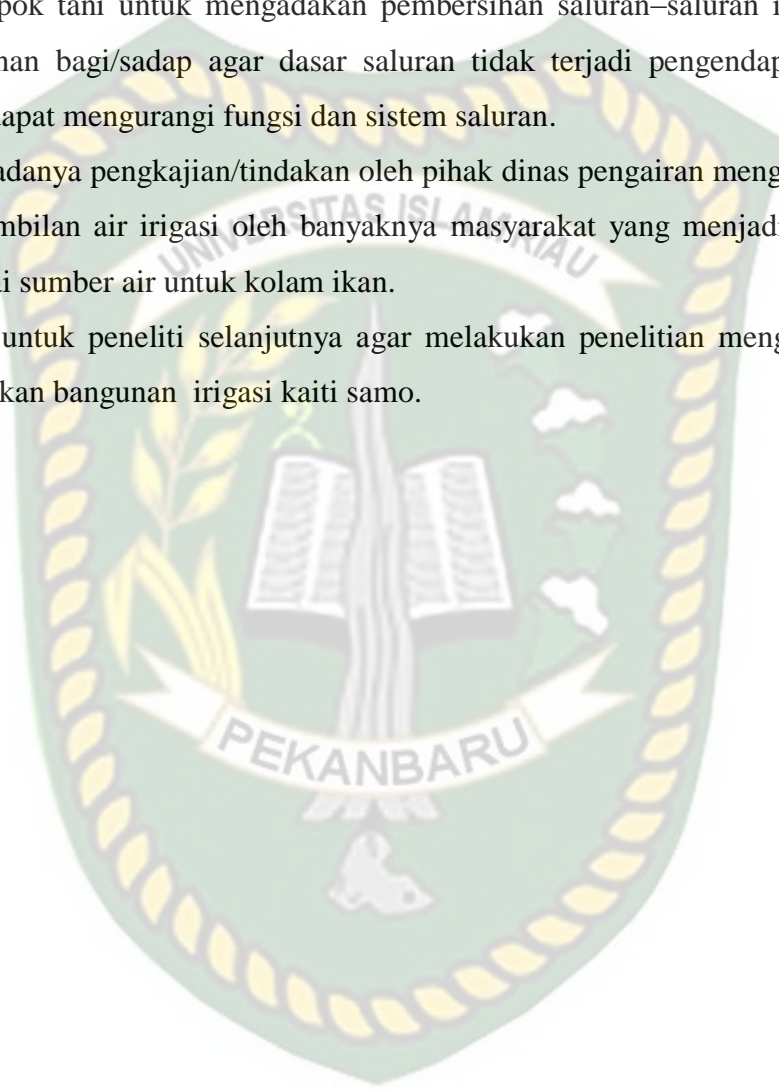 pok tani untuk mengadakan pembersihan saluran–saluran i
nan bagi/sadap agar dasar saluran tidak terjadi pengendap
dapat mengurangi fungsi dan sistem saluran.
adanya pengkajian/tindakan oleh pihak dinas pengairan meng
mbilan air irigasi oleh banyaknya masyarakat yang menjadi
ai sumber air untuk kolam ikan.
untuk peneliti selanjutnya agar melakukan penelitian meng
kan bangunan  irigasi kaiti samo.
UNIVERSITAS ISLAM RIAU
PEKANBARU